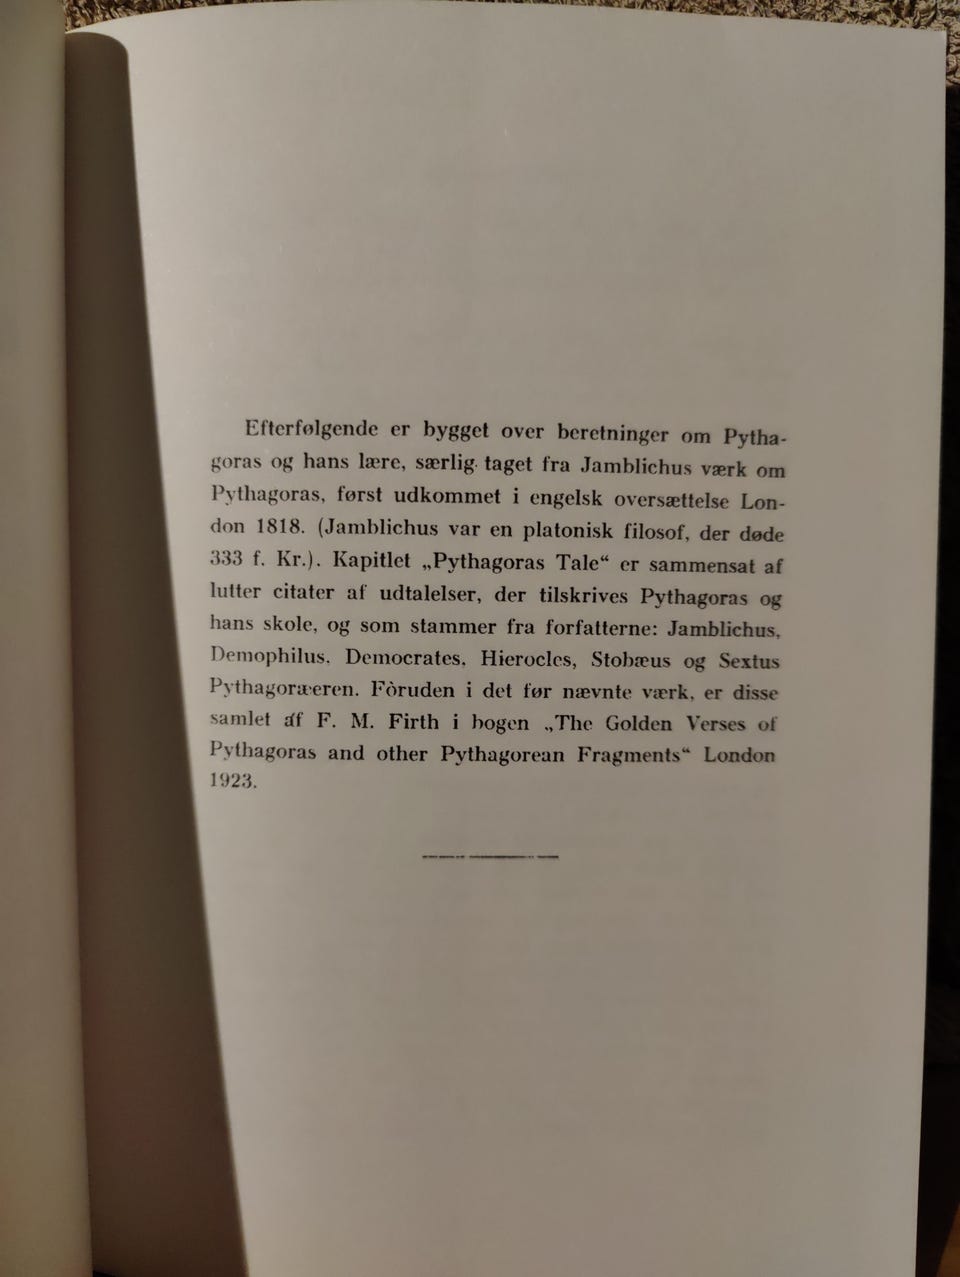 Efterfølgende er bygget over beretninger om Pytha-
goras og hans lære, særlig taget fra Jamblichus værk om
Pythagoras, først udkommet i engelsk oversættelse Lon-
don 1818. (Jamblichus var en platonisk filosof, der døde
333 f. Kr.). Kapitlet „Pythagoras Tale“ er sammensat af
lutter citater af udtalelser, der tilskrives Pythagoras og
hans skole, og som stammer fra forfatterne: Jamblichus,
Demophilus, Democrates, Hierocles, Stobæus og Sextus
Pythagoræeren. Fòruden i det før nævnte værk, er disse
samlet af F. M. Firth i bogen „The Golden Verses of
Pythagoras and other Pythagorean Fragments“ London
1923.